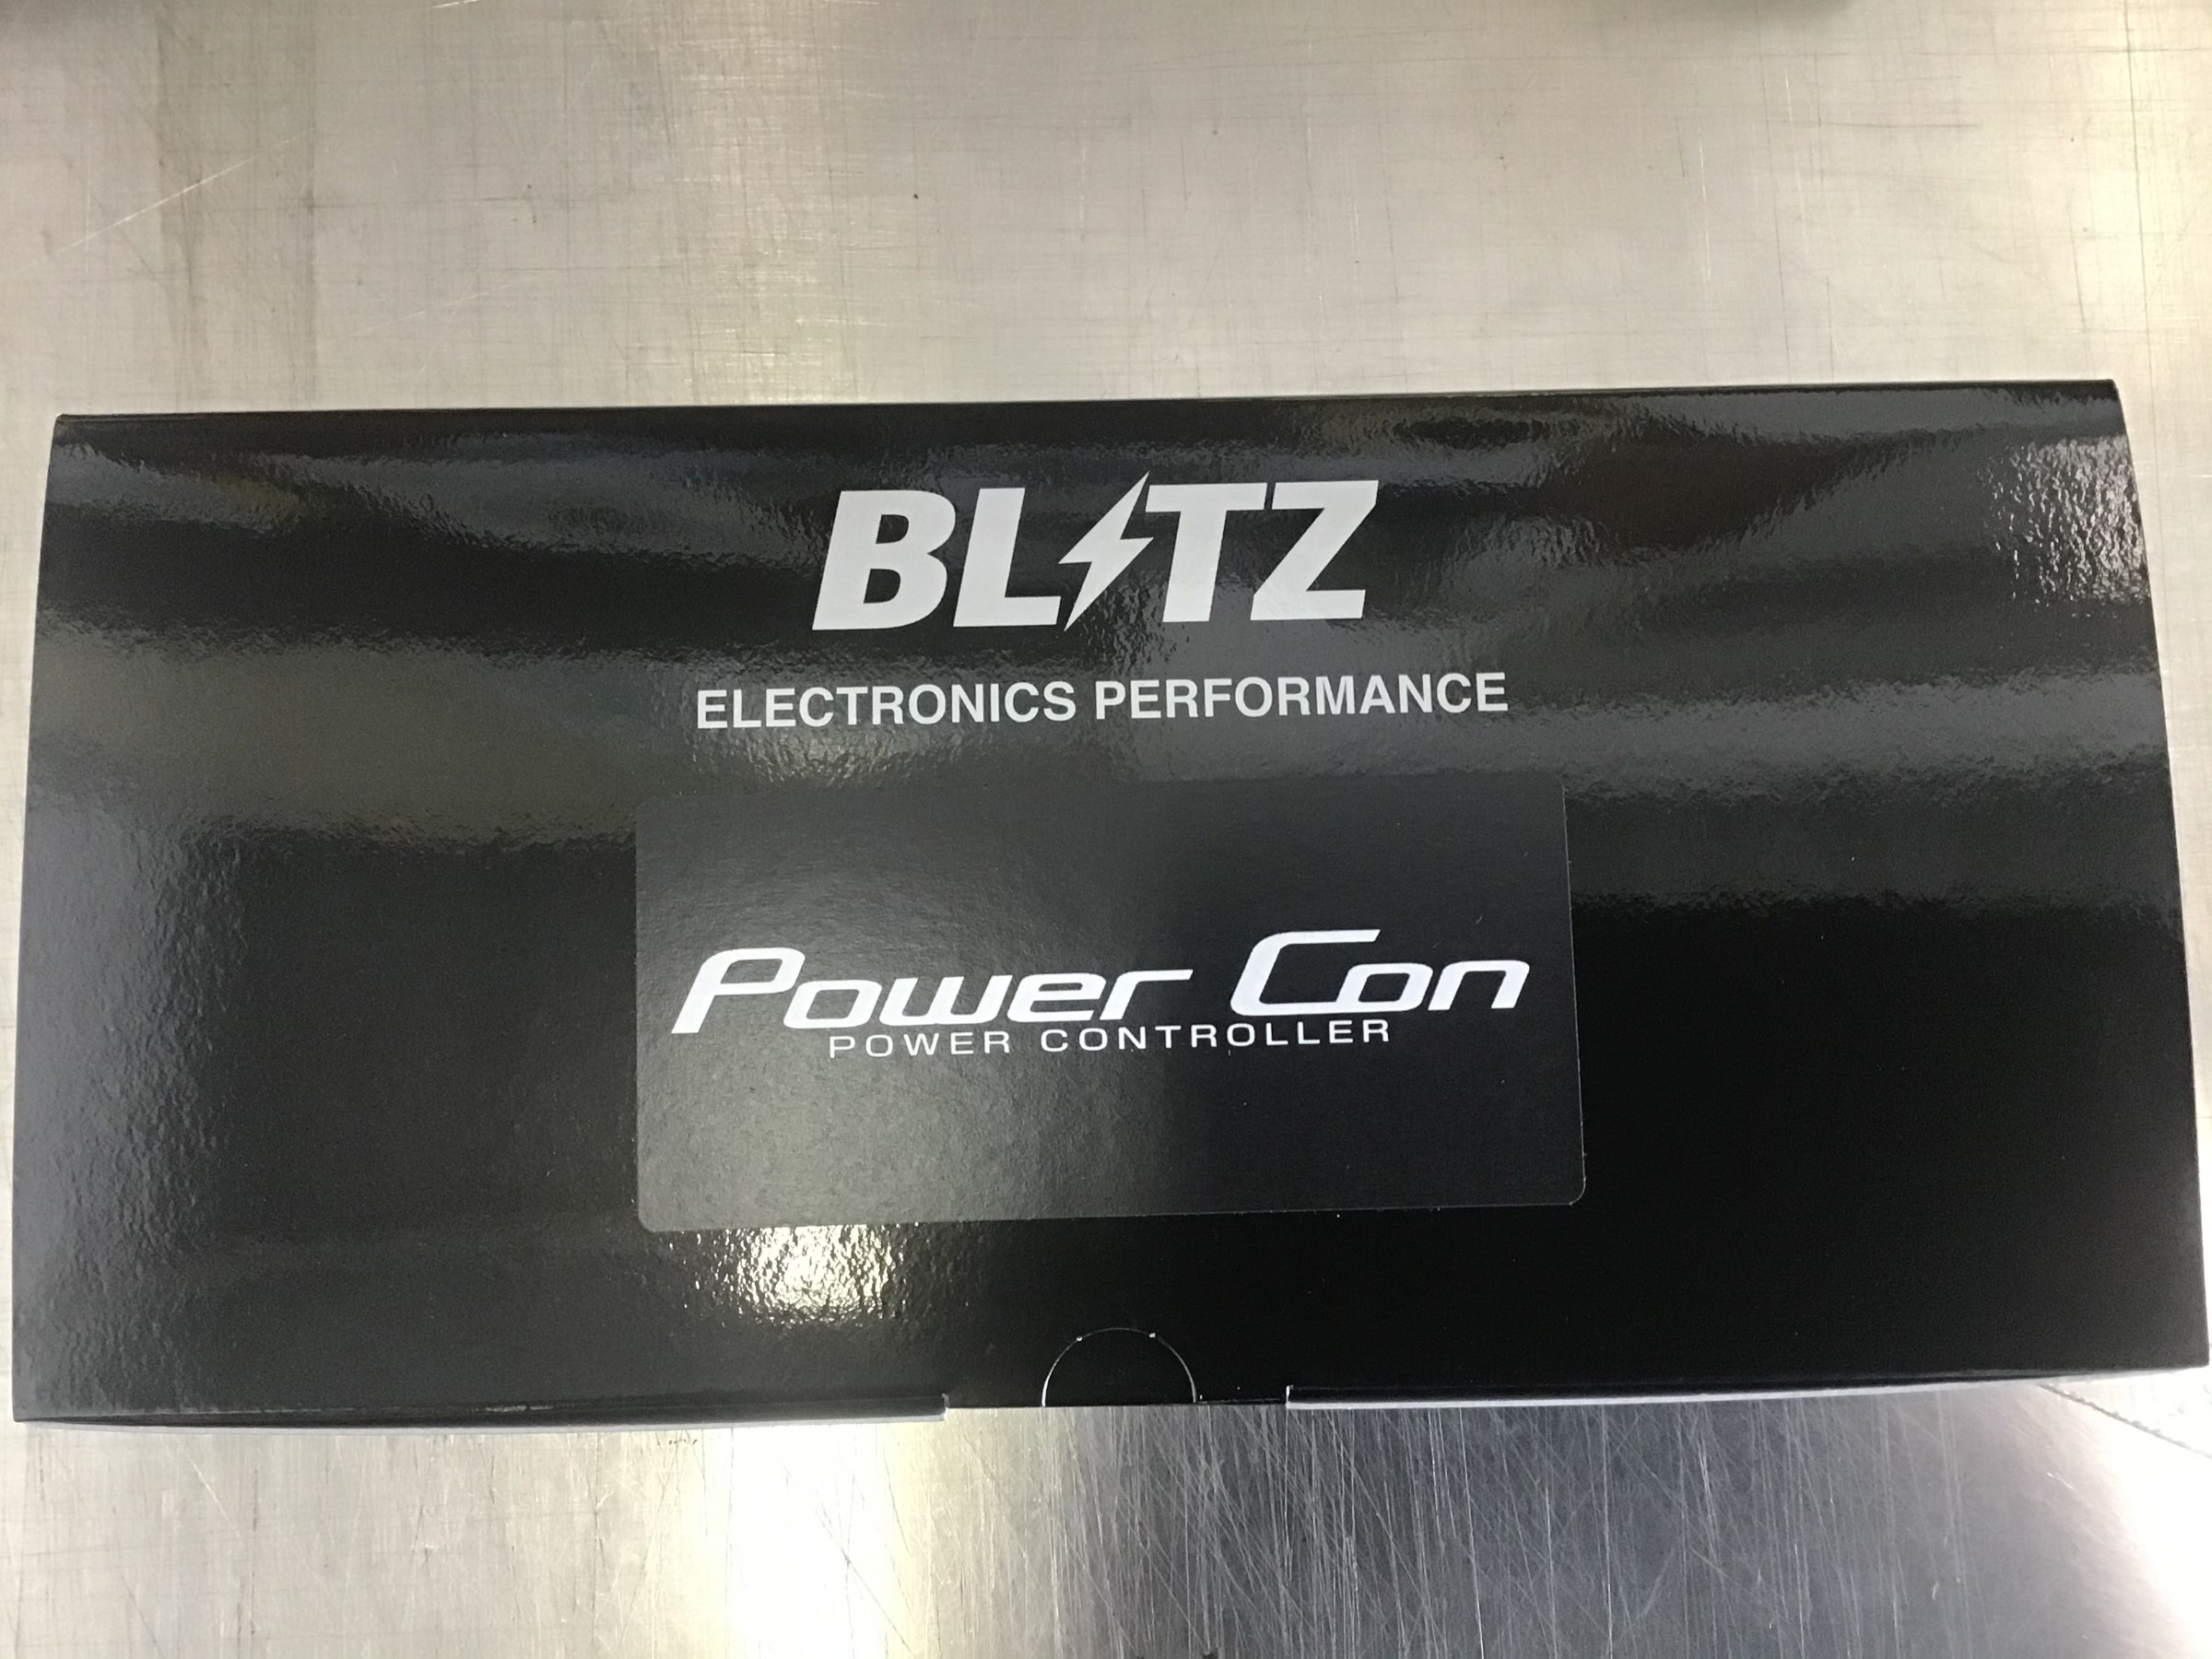 BLITZ
ELECTRONICS PERFORMANCE
Power Con
POWER CONTROLLER